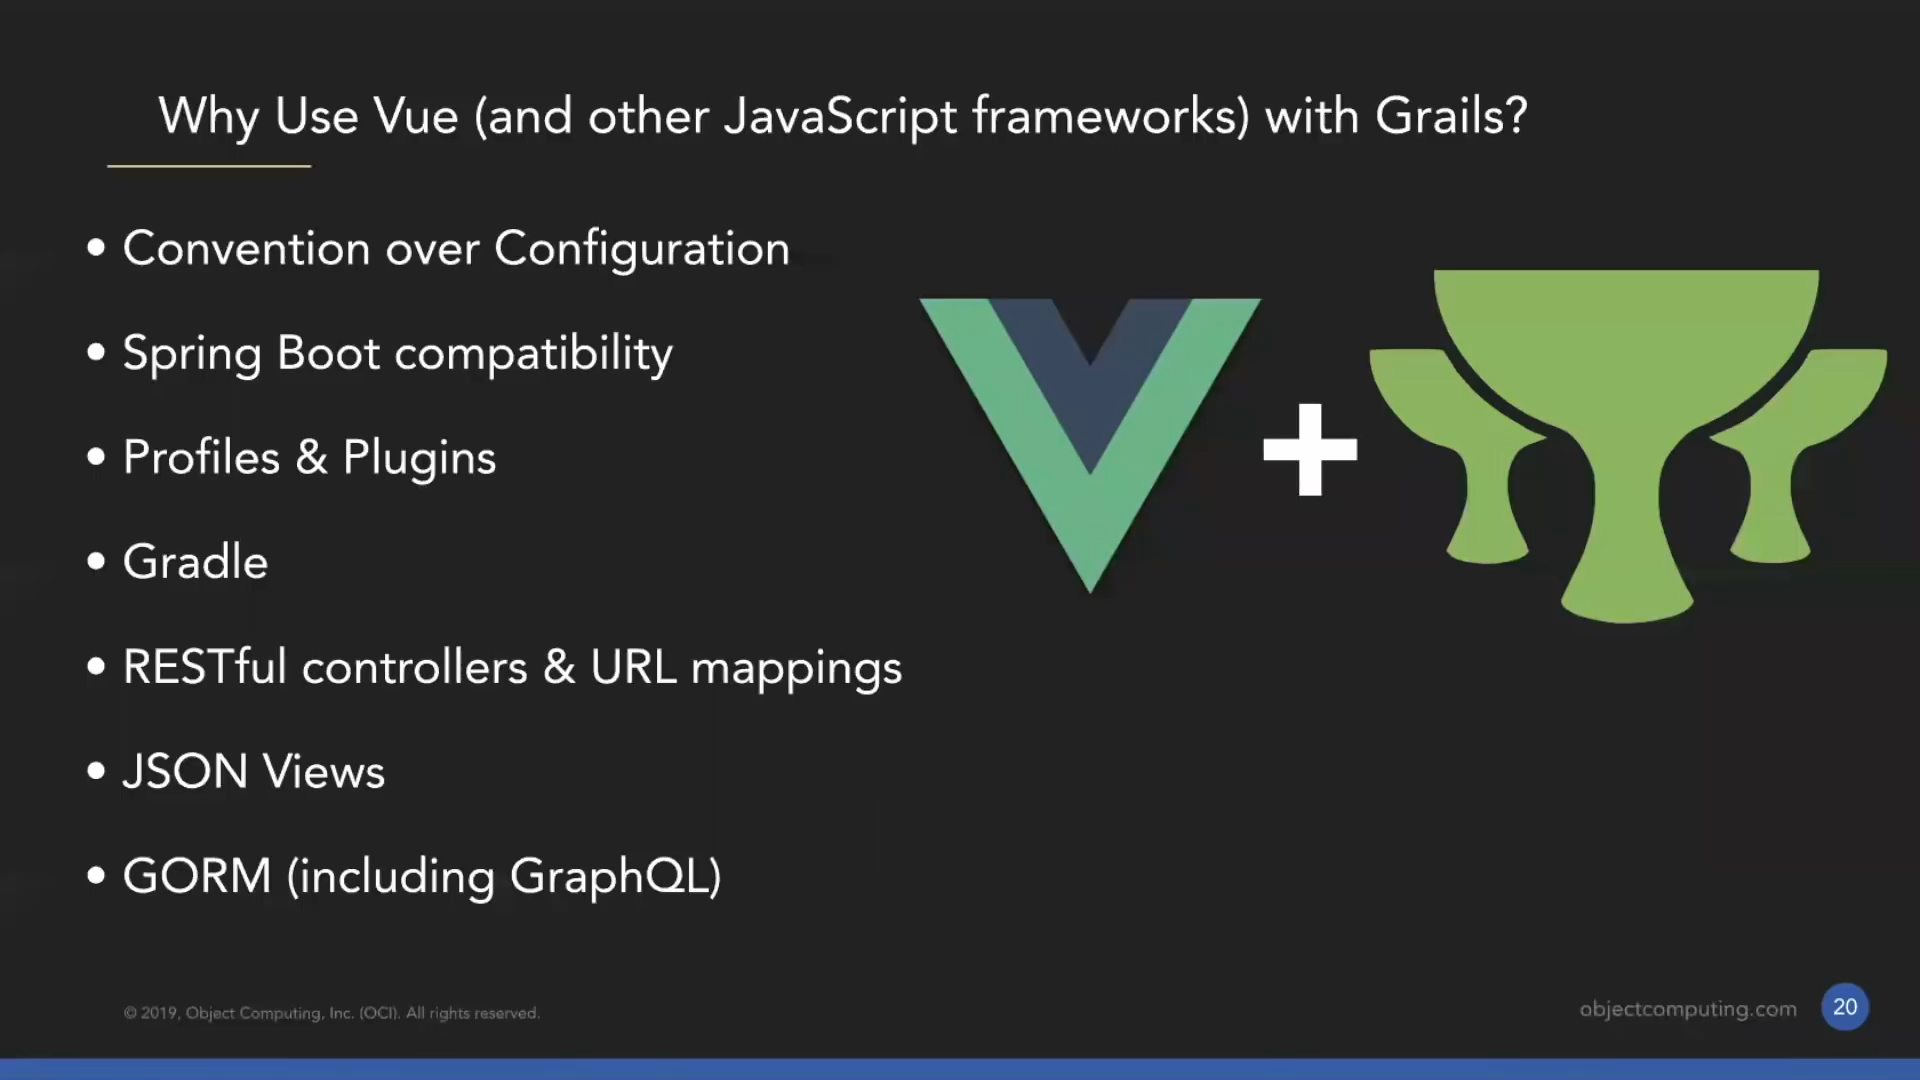 Why Use Vue (and other JavaScript frameworks) with Grails?
• Convention over Configuration
• Spring Boot compatibility
• Profiles & Plugins
• Gradle
• RESTful controllers & URL mappings
• JSON Views
• GORM (including GraphQL)
© 2019, Object Computing, Inc. (OCI). All rights reserved.
objectcomputing.com
20